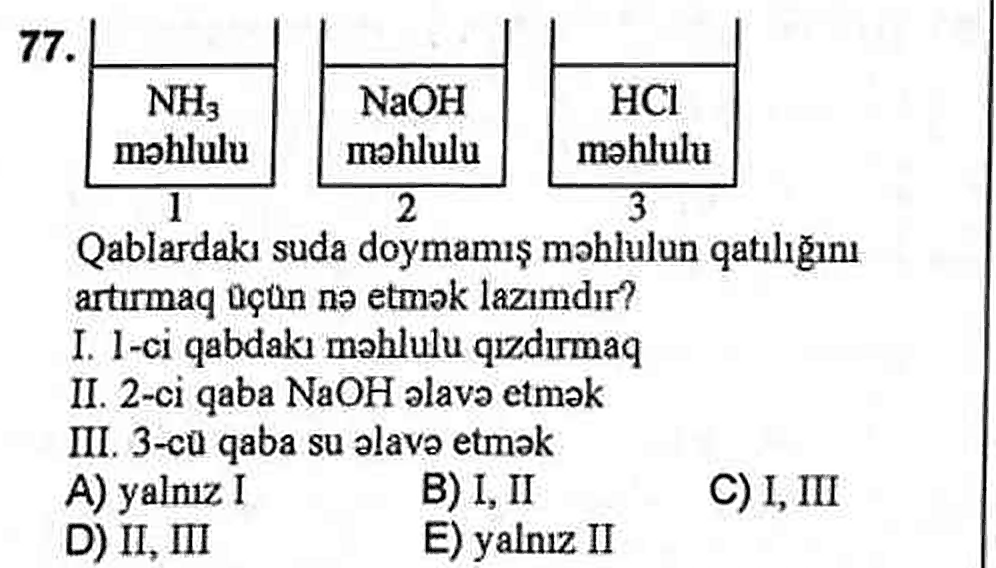 77.
NH₃ məhlulu
NaOH məhlulu
HCl məhlulu
1 2 3
Qablardakı suda doymamış məhlulun qatılığını
artırmaq üçün nə etmək lazımdır?
I. 1-ci qabdakı məhlulu qızdırmaq
II. 2-ci qaba NaOH əlavə etmək
III. 3-cü qaba su əlavə etmək
A) yalnız I B) I, II C) I, III
D) II, III E) yalnız II